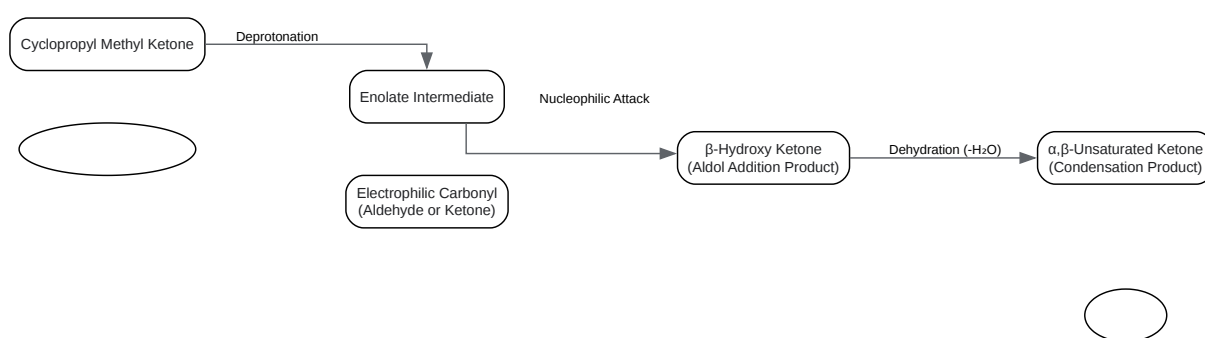 Cyclopropyl Methyl Ketone
Deprotonation
Enolate Intermediate
Nucleophilic Attack
Electrophilic Carbonyl
(Aldehyde or Ketone)
β-Hydroxy Ketone
(Aldol Addition Product)
Dehydration (-H₂O)
α,β-Unsaturated Ketone
(Condensation Product)